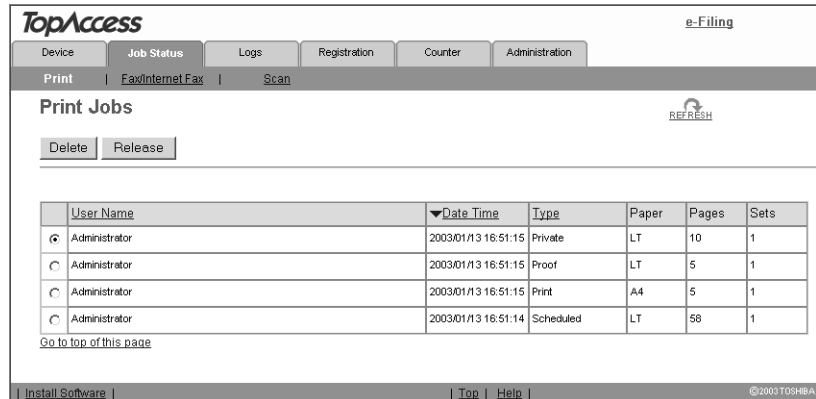 TopAccess
e-Filing
Device Job Status Logs Registration Counter Administration
Print | Fax/Internet Fax | Scan
Print Jobs
REFRESH
Delete Release
User Name Date Time Type Paper Pages Sets
Administrator 2003/01/13 16:51:15 Private LT 10 1
Administrator 2003/01/13 16:51:15 Proof LT 5 1
Administrator 2003/01/13 16:51:15 Print A4 5 1
Administrator 2003/01/13 16:51:14 Scheduled LT 58 1
Go to top of this page
| Install Software | | Top | Help | ©2003 TOSHIBA